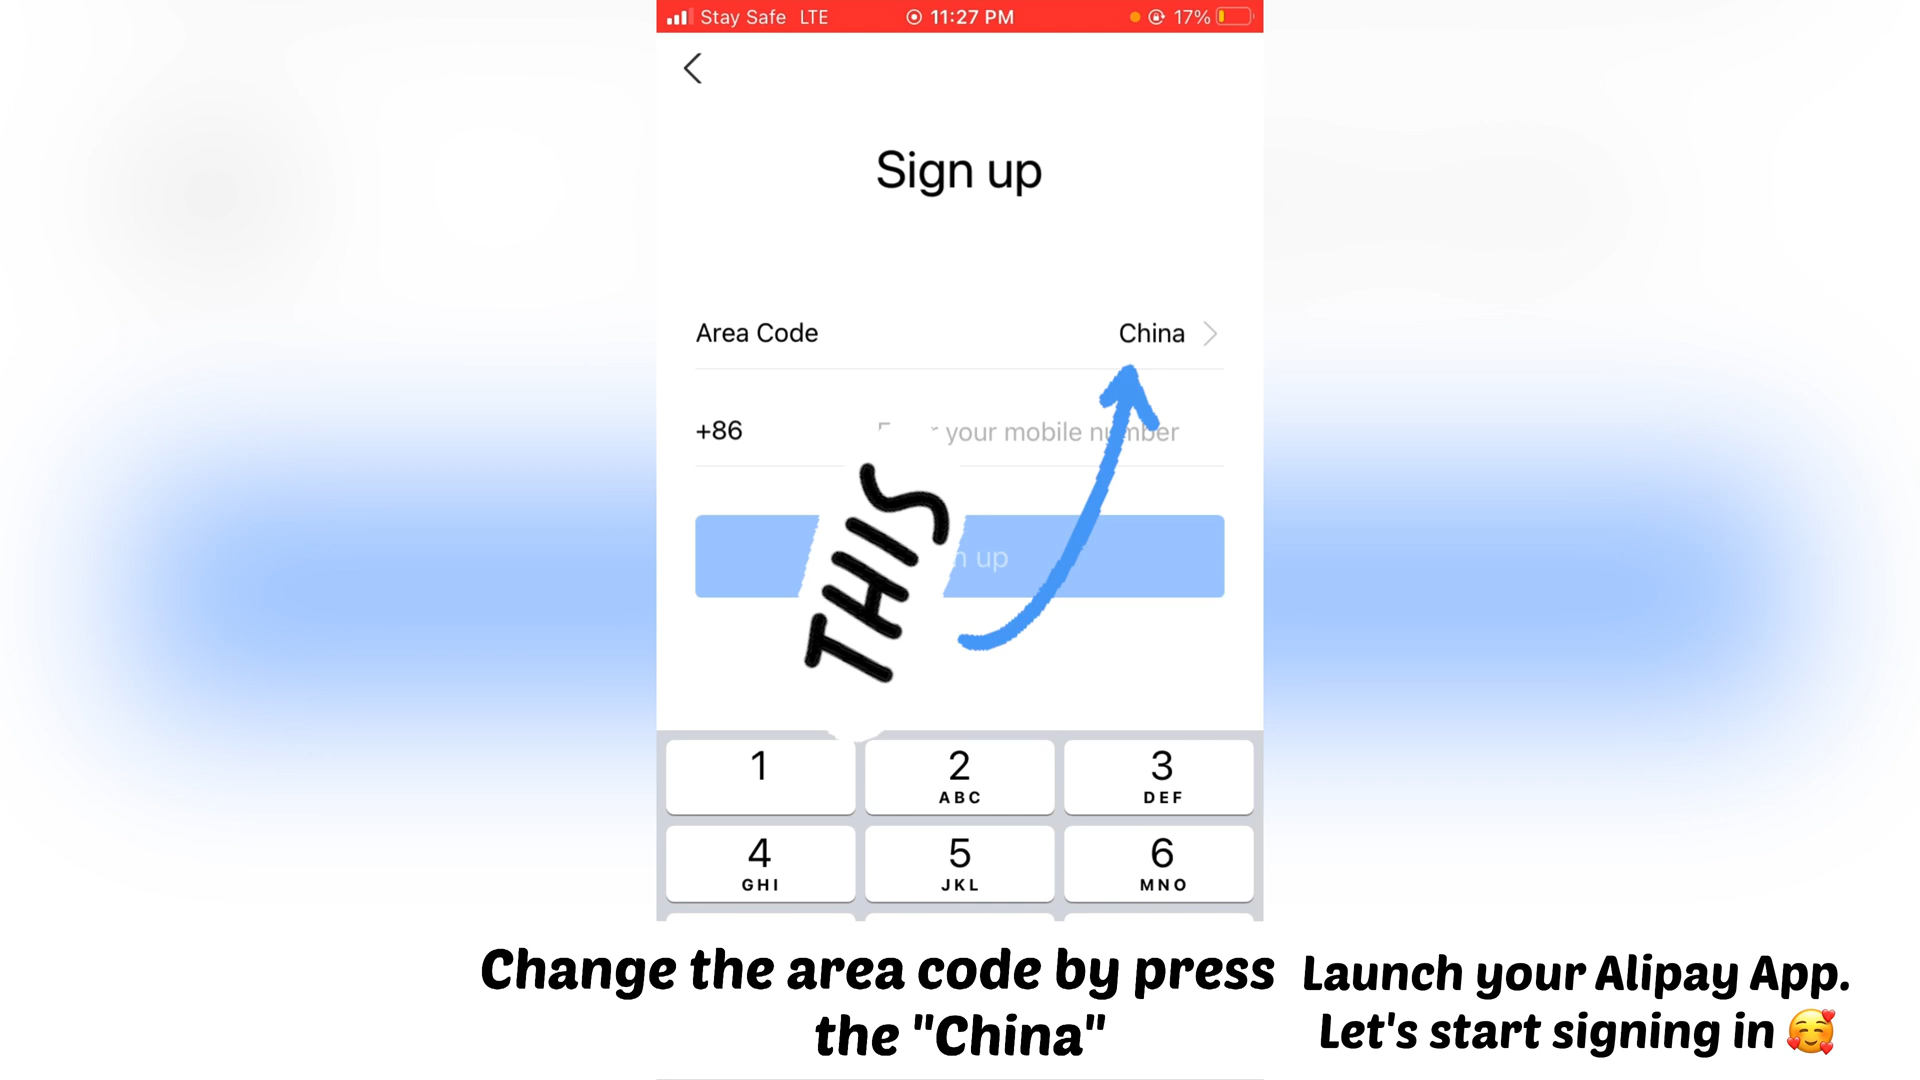 Stay Safe LTE 11:27 PM 17%
Sign up
Area Code China
+86 your mobile number
THIS
up
1
2
ABC
3
DEF
4
GHI
5
JKL
6
MNO
Change the area code by press
the "China"
Launch your Alipay App.
Let's start signing in 🥰